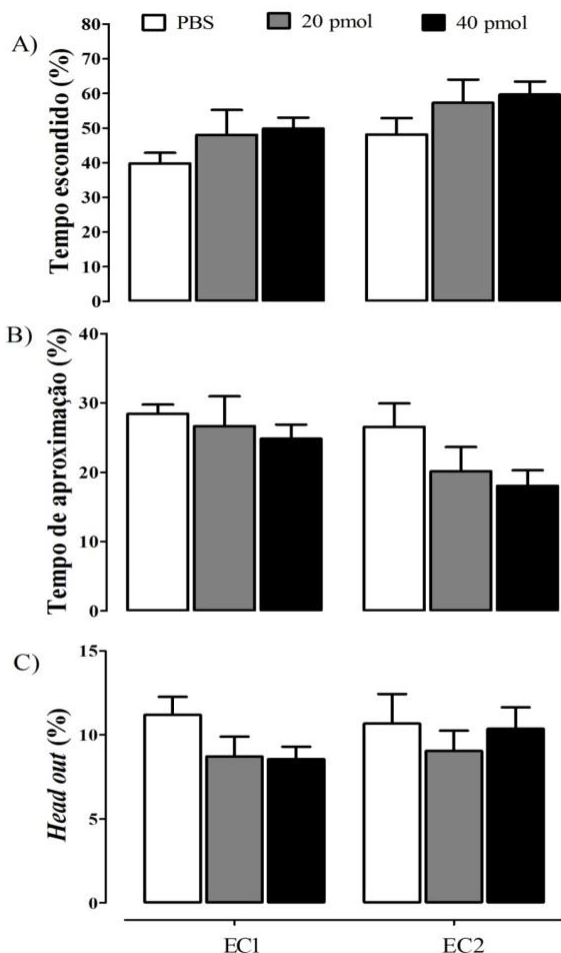 PBS 20 pmol 40 pmol
A)
Tempo escondido (%)
80
70
60
50
40
30
20
10
0
B)
Tempo de aproximação (%)
40
30
20
10
0
C)
Head out (%)
15
10
5
0
EC1 EC2